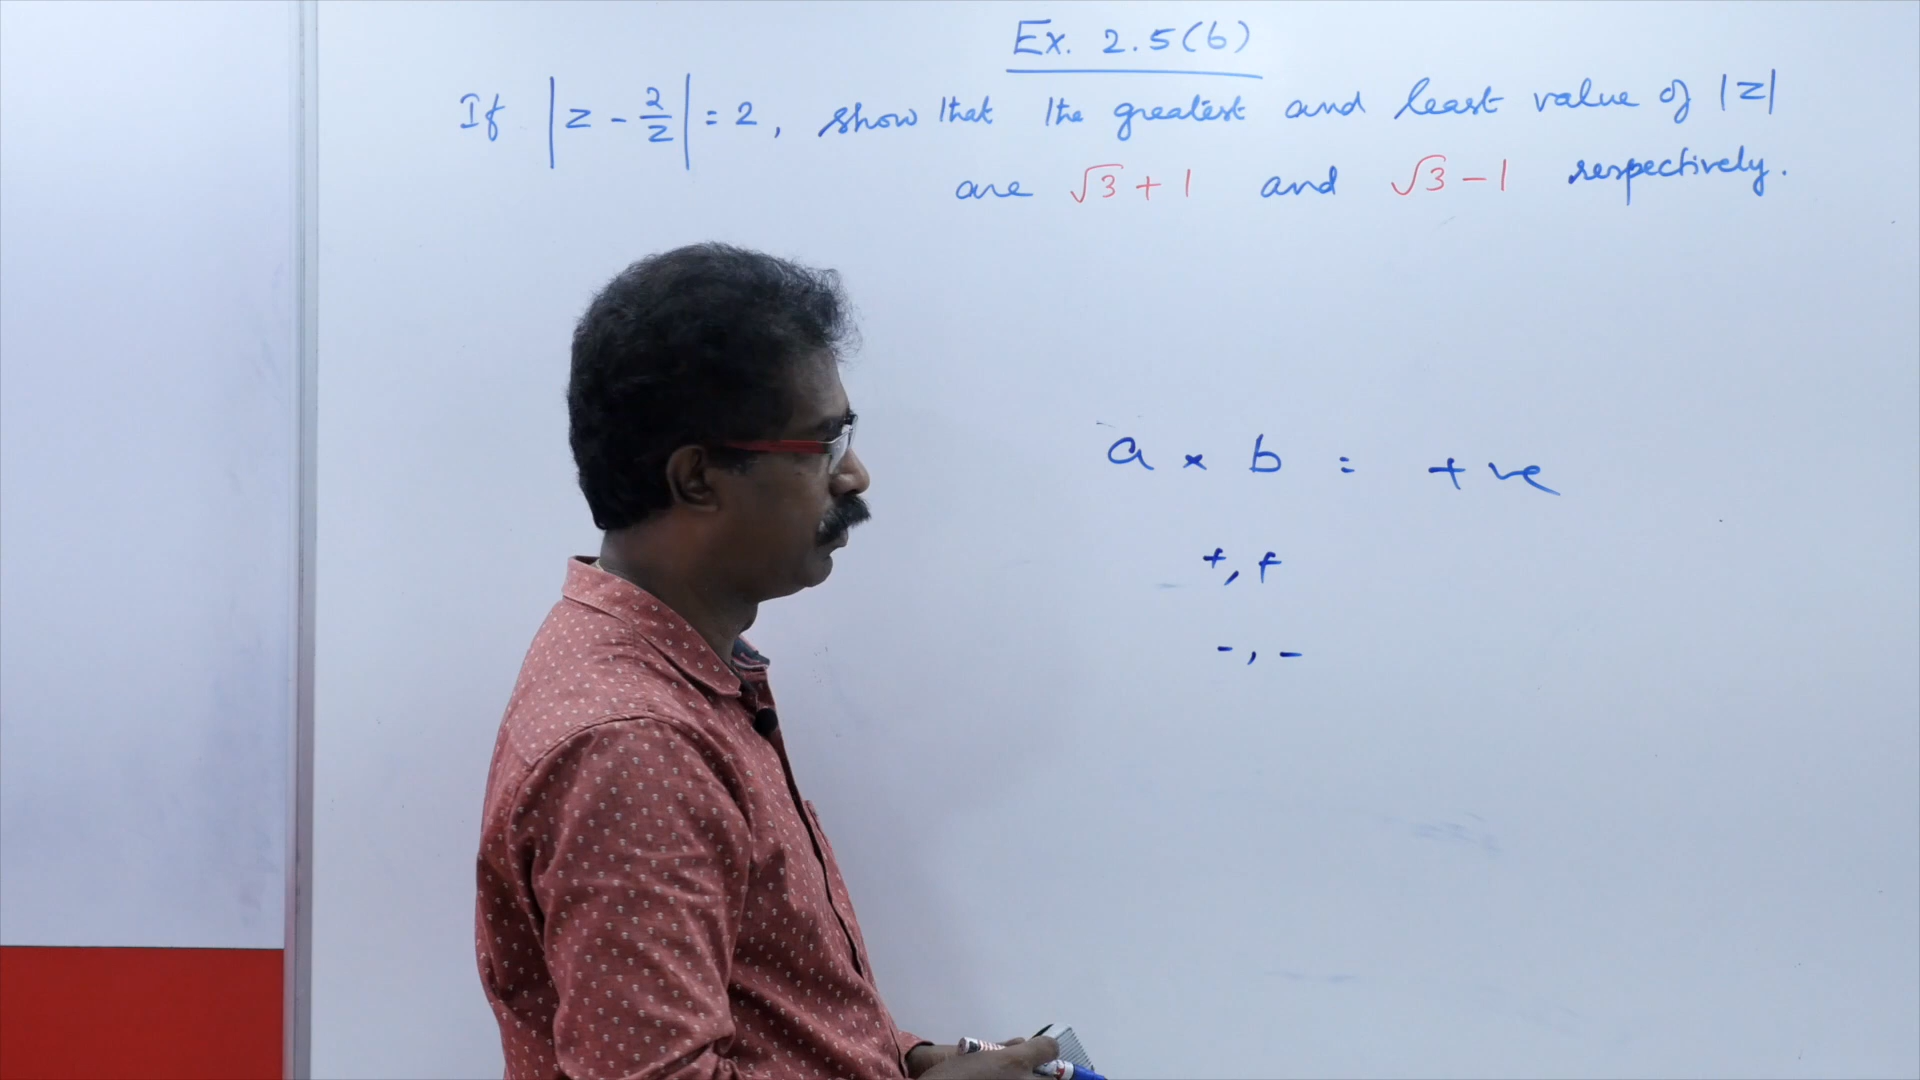 Ex. 2.5(6)
If |z - 2/z| = 2, show that the greatest and least value of |z|
are √3 + 1 and √3 - 1 respectively.
a × b = +ve
+, +
-, -